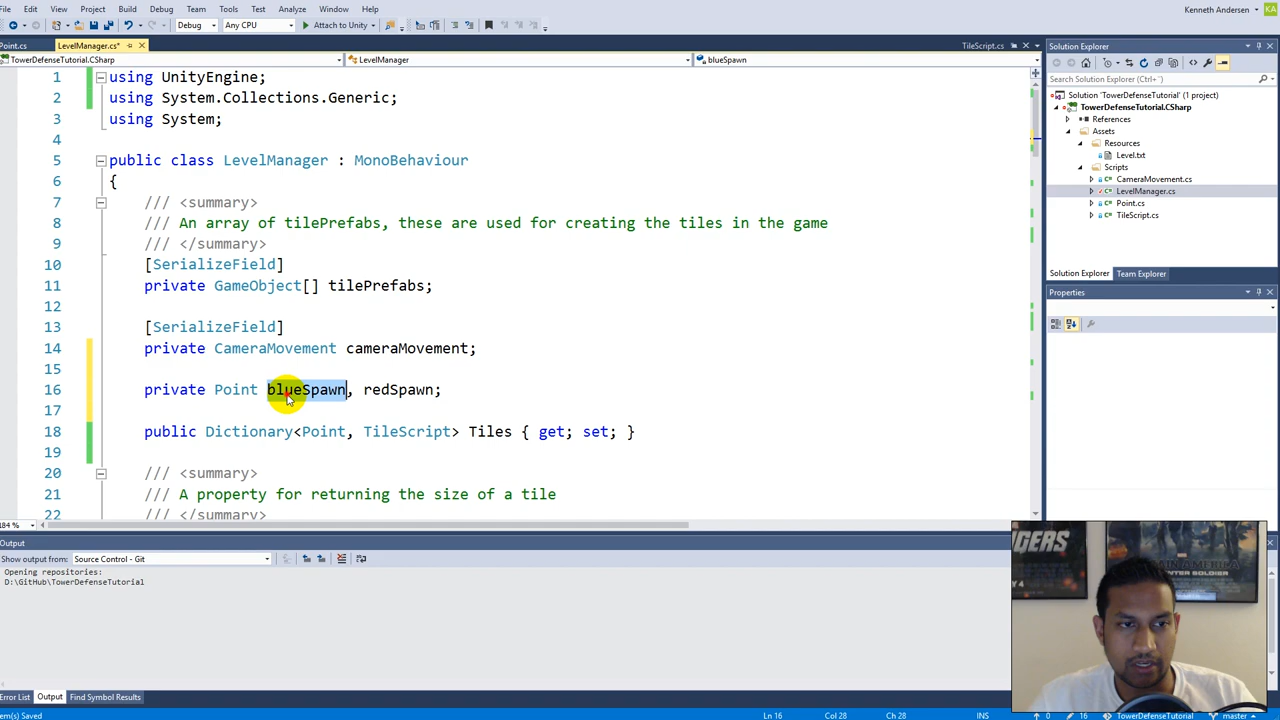 File Edit View Project Build Debug Team Tools Test Analyze Window Help Kenneth Andersen KA
Debug Any CPU Attach to Unity
Point.cs LevelManager.cs* TileScript.cs
TowerDefenseTutorial.CSharp LevelManager blueSpawn
1 using UnityEngine;
2 using System.Collections.Generic;
3 using System;
4
5 public class LevelManager : MonoBehaviour
6 {
7 /// <summary>
8 /// An array of tilePrefabs, these are used for creating the tiles in the game
9 /// </summary>
10 [SerializeField]
11 private GameObject[] tilePrefabs;
12
13 [SerializeField]
14 private CameraMovement cameraMovement;
15
16 private Point blueSpawn, redSpawn;
17
18 public Dictionary<Point, TileScript> Tiles { get; set; }
19
20 /// <summary>
21 /// A property for returning the size of a tile
22 /// </summary>
184 %
Solution Explorer
Search Solution Explorer (Ctrl+')
Solution 'TowerDefenseTutorial' (1 project)
TowerDefenseTutorial.CSharp
References
Assets
Resources
Level.txt
Scripts
CameraMovement.cs
LevelManager.cs
Point.cs
TileScript.cs
Solution Explorer Team Explorer
Properties
Output
Show output from: Source Control - Git
Opening repositories:
D:\GitHub\TowerDefenseTutorial
Error List Output Find Symbol Results
Ln 16 Col 28 Ch 28 INS 0 16 TowerDefenseTutorial master